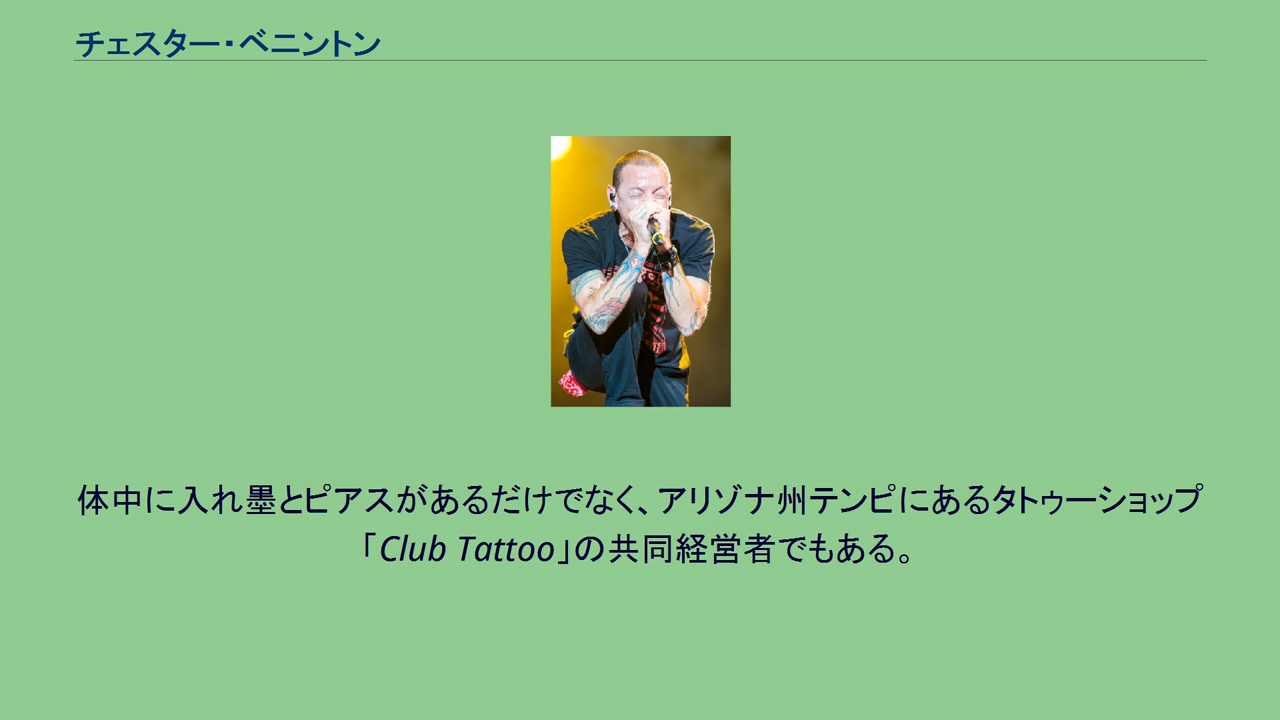 チェスター・ベニントン
体中に入れ墨とピアスがあるだけでなく、アリゾナ州テンピにあるタトゥーショップ
「Club Tattoo」の共同経営者でもある。